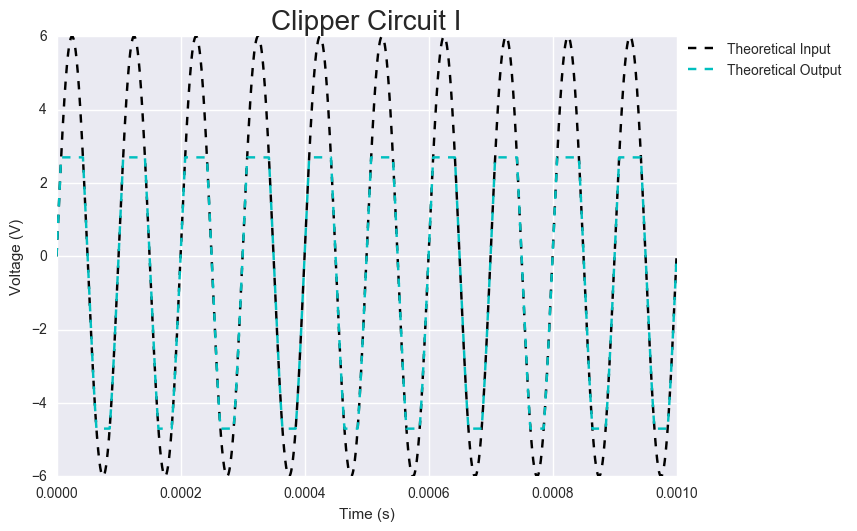 Clipper Circuit I
Theoretical Input
Theoretical Output
Voltage (V)
6
4
2
0
−2
−4
−6
0.0000 0.0002 0.0004 0.0006 0.0008 0.0010
Time (s)